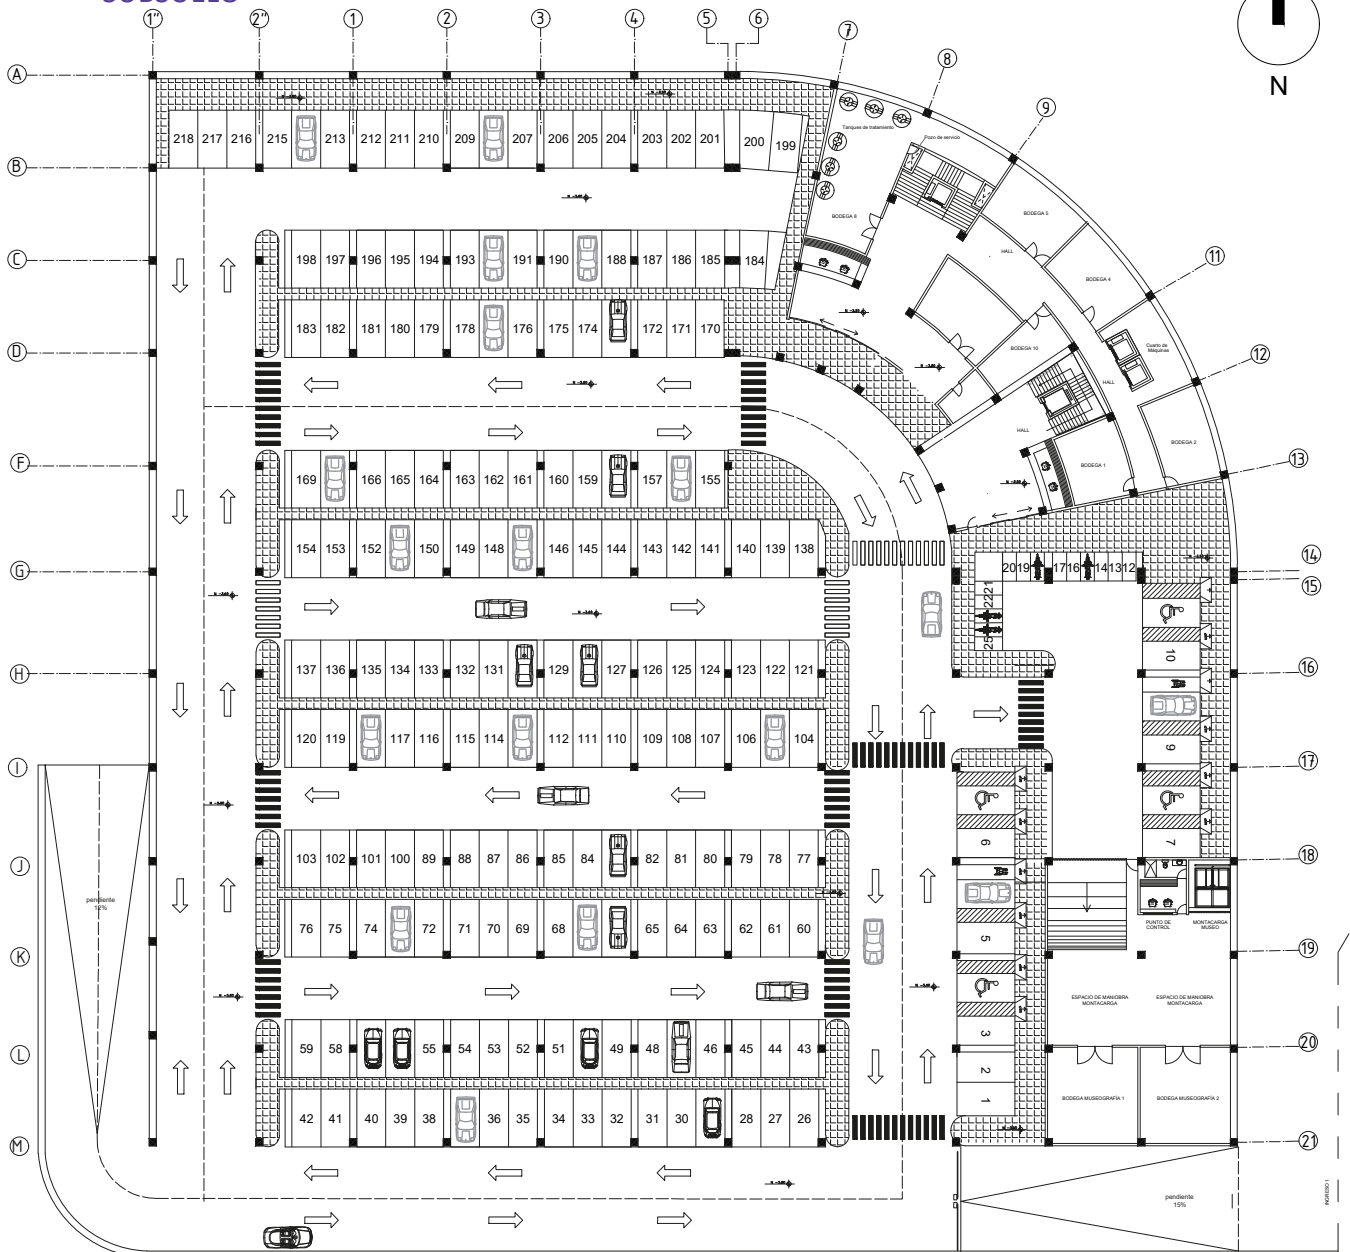 1" 2" 1 2 3 4 5 6 7 8 9
N
A
218 217 216 215 213 212 211 210 209 207 206 205 204 203 202 201 200 199
Tanques de tratamiento
Pozo de servicio
B
BODEGA 8
BODEGA 5
HALL
C
198 197 196 195 194 193 191 190 188 187 186 185 184
BODEGA 4
11
183 182 181 180 179 178 176 175 174 172 171 170
BODEGA 10
Cuarto de
Máquinas
D
12
HALL
HALL
BODEGA 2
F
169 166 165 164 163 162 161 160 159 157 155
BODEGA 1
13
154 153 152 150 149 148 146 145 144 143 142 141 140 139 138
G
20 19 17 16 14 13 12
14
15
21
22
25
10
H
137 136 135 134 133 132 131 129 127 126 125 124 123 122 121
16
120 119 117 116 115 114 112 111 110 109 108 107 106 104
9
I
17
J
103 102 101 100 89 88 87 86 85 84 82 81 80 79 78 77
6
7
18
pendiente
12%
76 75 74 72 71 70 69 68 65 64 63 62 61 60
5
PUNTO DE
CONTROL
MONTACARGA
MUSEO
K
19
ESPACIO DE MANIOBRA
MONTACARGA
ESPACIO DE MANIOBRA
MONTACARGA
3
L
59 58 55 54 53 52 51 49 48 46 45 44 43
2
20
42 41 40 39 38 36 35 34 33 32 31 30 28 27 26
1
BODEGA MUSEOGRAFÍA 1
BODEGA MUSEOGRAFÍA 2
M
21
pendiente
15%
INGRESO 1